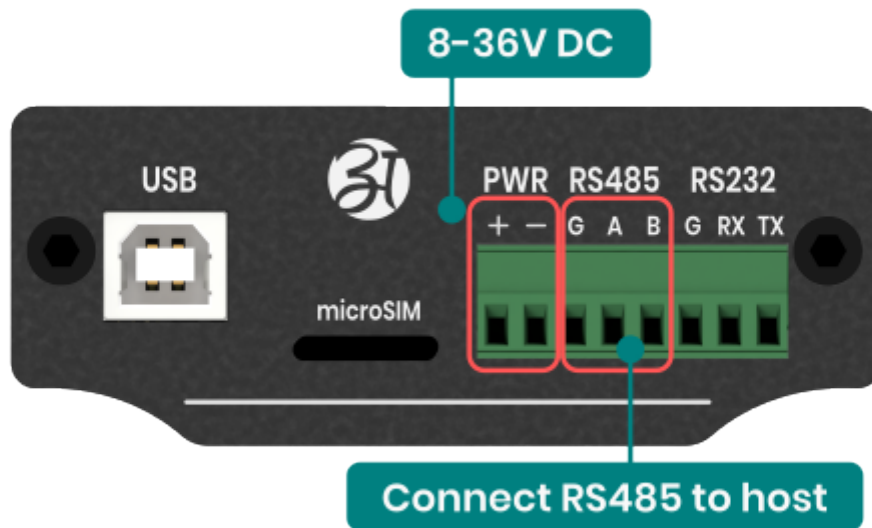 8-36V DC
USB
अ
PWR RS485 RS232
+ − G A B G RX TX
microSIM
Connect RS485 to host